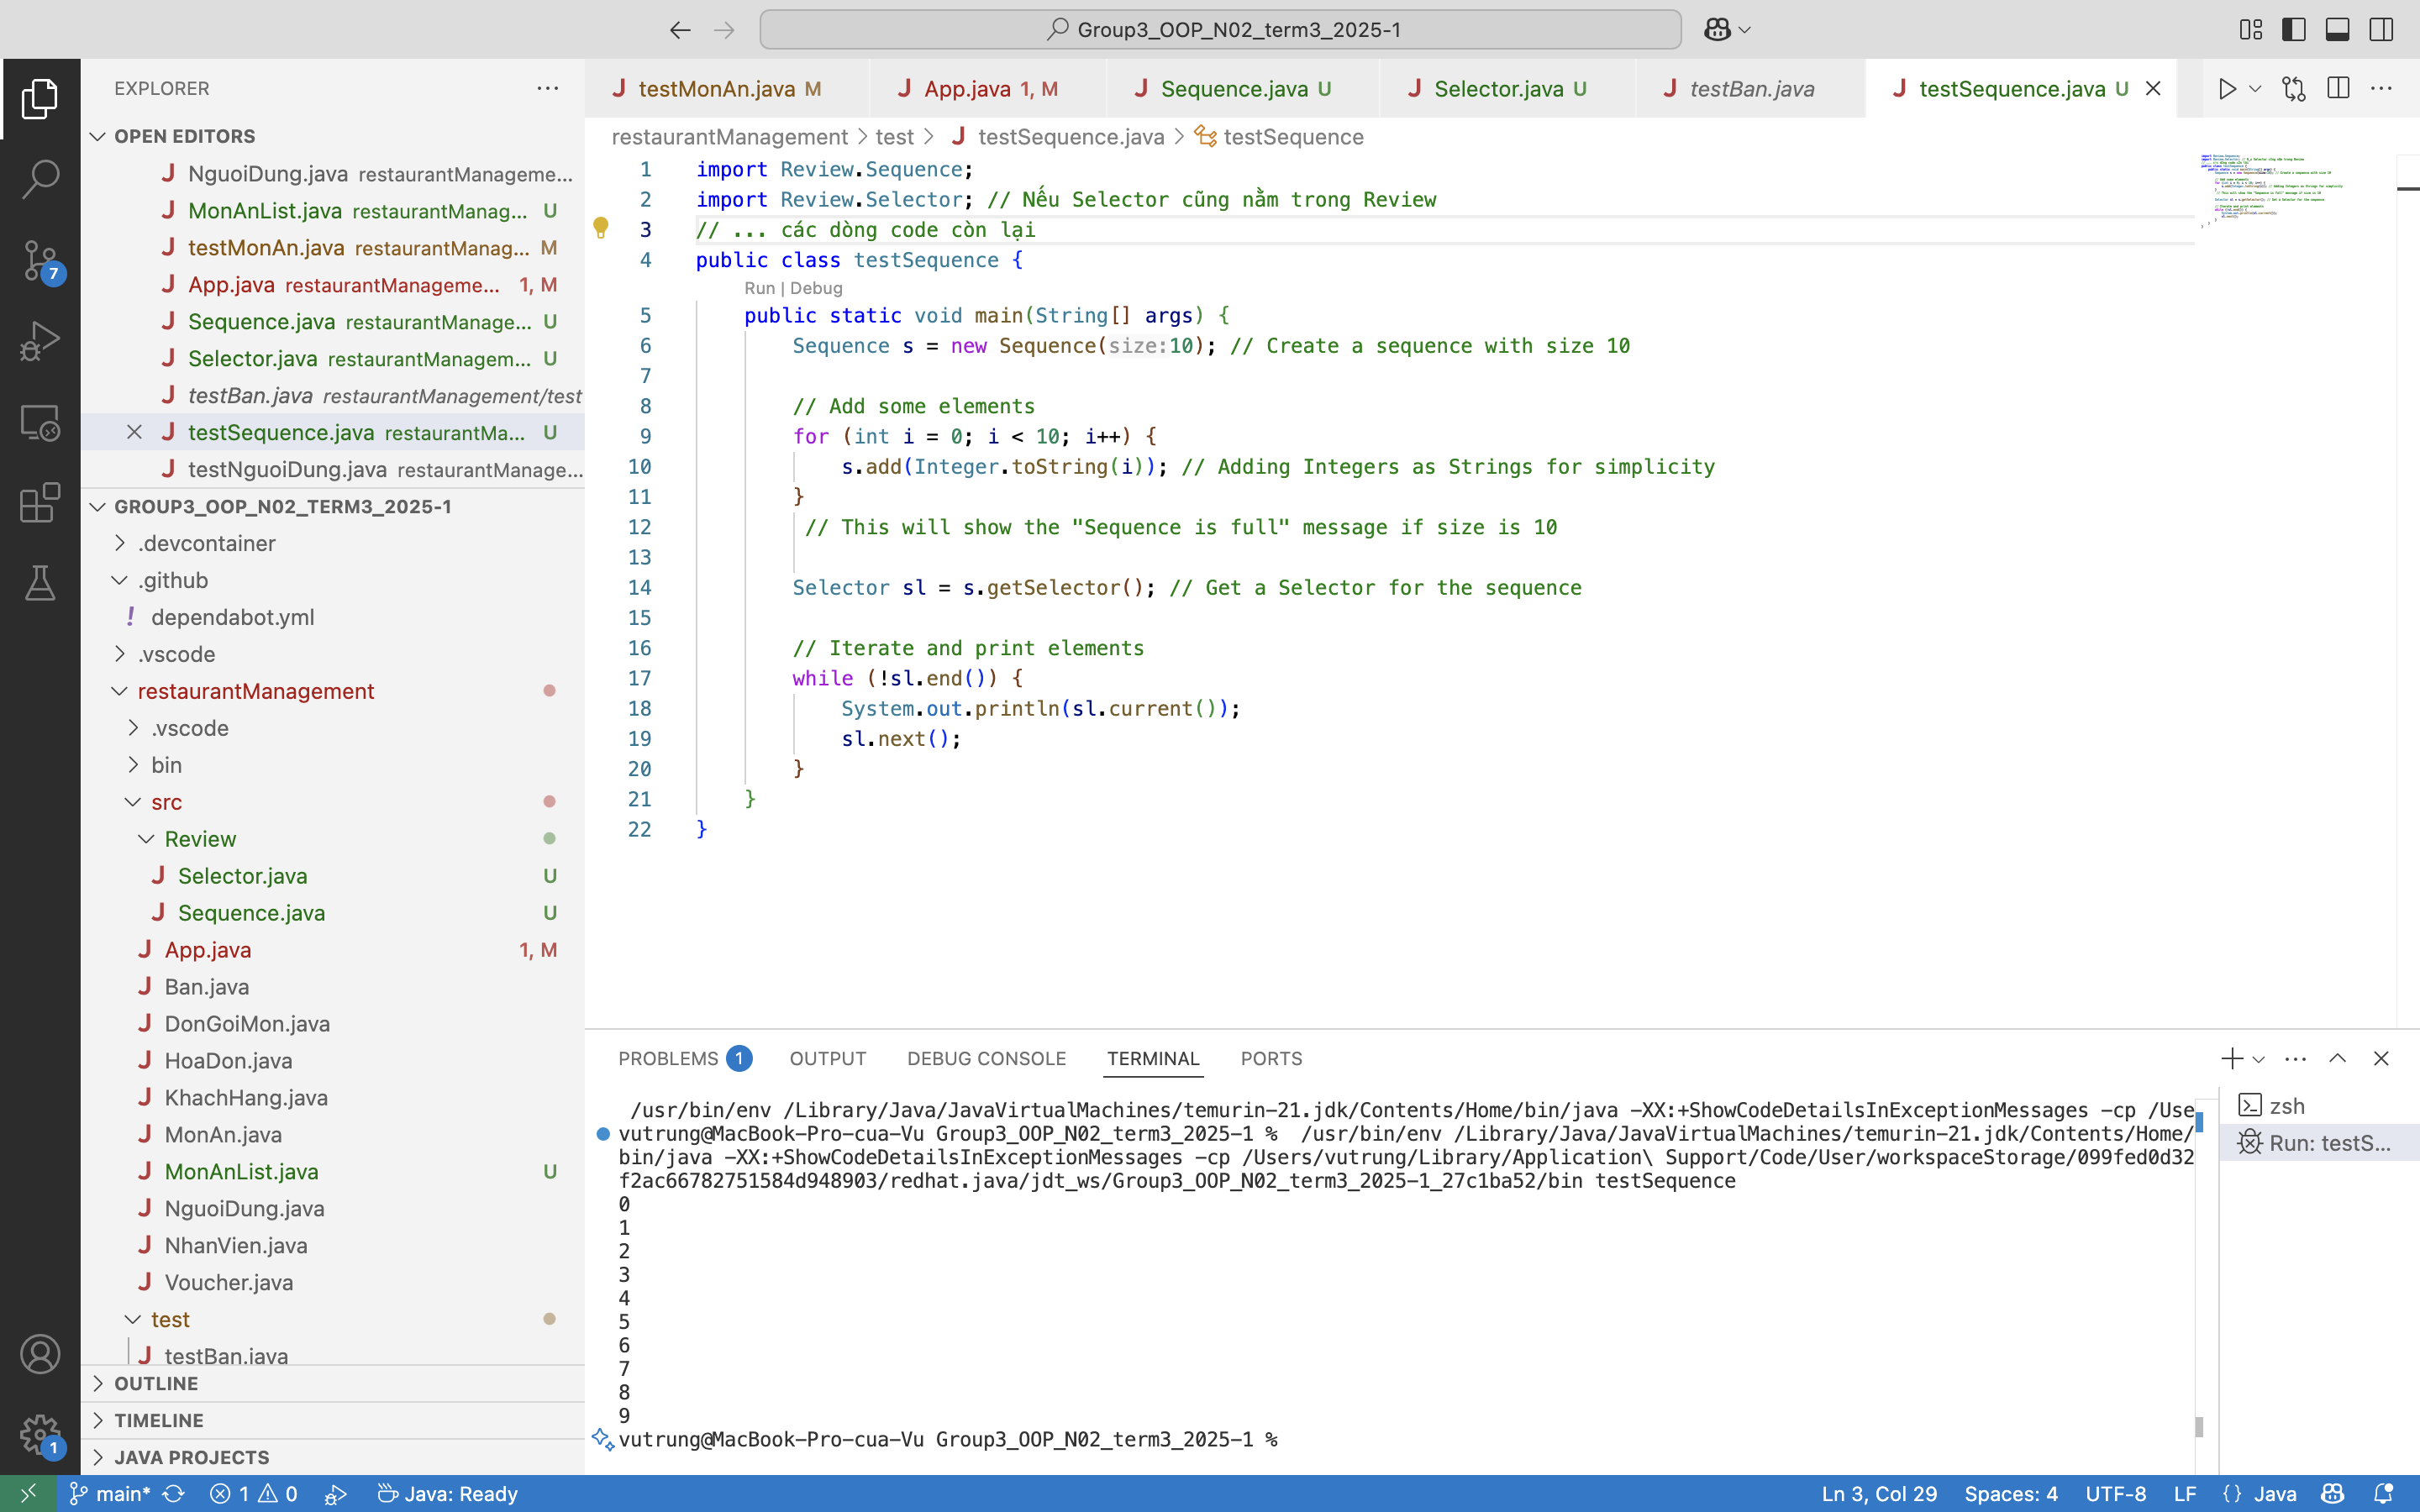 Group3_OOP_N02_term3_2025-1
EXPLORER
OPEN EDITORS
NguoiDung.java restaurantManageme...
MonAnList.java restaurantManag... U
testMonAn.java restaurantManag... M
App.java restaurantManageme... 1, M
Sequence.java restaurantManage... U
Selector.java restaurantManagem... U
testBan.java restaurantManagement/test
testSequence.java restaurantMa... U
testNguoiDung.java restaurantManage...
GROUP3_OOP_N02_TERM3_2025-1
.devcontainer
.github
! dependabot.yml
.vscode
restaurantManagement
.vscode
bin
src
Review
Selector.java U
Sequence.java U
App.java 1, M
Ban.java
DonGoiMon.java
HoaDon.java
KhachHang.java
MonAn.java
MonAnList.java U
NguoiDung.java
NhanVien.java
Voucher.java
test
testBan.java
OUTLINE
TIMELINE
JAVA PROJECTS
7
1
testMonAn.java M
App.java 1, M
Sequence.java U
Selector.java U
testBan.java
testSequence.java U
restaurantManagement > test > testSequence.java > testSequence
1 import Review.Sequence;
2 import Review.Selector; // Nếu Selector cũng nằm trong Review
3 // ... các dòng code còn lại
4 public class testSequence {
Run | Debug
5 public static void main(String[] args) {
6 Sequence s = new Sequence(size:10); // Create a sequence with size 10
7
8 // Add some elements
9 for (int i = 0; i < 10; i++) {
10 s.add(Integer.toString(i)); // Adding Integers as Strings for simplicity
11 }
12 // This will show the "Sequence is full" message if size is 10
13
14 Selector sl = s.getSelector(); // Get a Selector for the sequence
15
16 // Iterate and print elements
17 while (!sl.end()) {
18 System.out.println(sl.current());
19 sl.next();
20 }
21 }
22 }
PROBLEMS 1 OUTPUT DEBUG CONSOLE TERMINAL PORTS
/usr/bin/env /Library/Java/JavaVirtualMachines/temurin-21.jdk/Contents/Home/bin/java -XX:+ShowCodeDetailsInExceptionMessages -cp /Use
vutrung@MacBook-Pro-cua-Vu Group3_OOP_N02_term3_2025-1 % /usr/bin/env /Library/Java/JavaVirtualMachines/temurin-21.jdk/Contents/Home/
bin/java -XX:+ShowCodeDetailsInExceptionMessages -cp /Users/vutrung/Library/Application\ Support/Code/User/workspaceStorage/099fed0d32
f2ac66782751584d948903/redhat.java/jdt_ws/Group3_OOP_N02_term3_2025-1_27c1ba52/bin testSequence
0
1
2
3
4
5
6
7
8
9
vutrung@MacBook-Pro-cua-Vu Group3_OOP_N02_term3_2025-1 %
zsh
Run: testS...
main* 1 0 Java: Ready
Ln 3, Col 29 Spaces: 4 UTF-8 LF {} Java